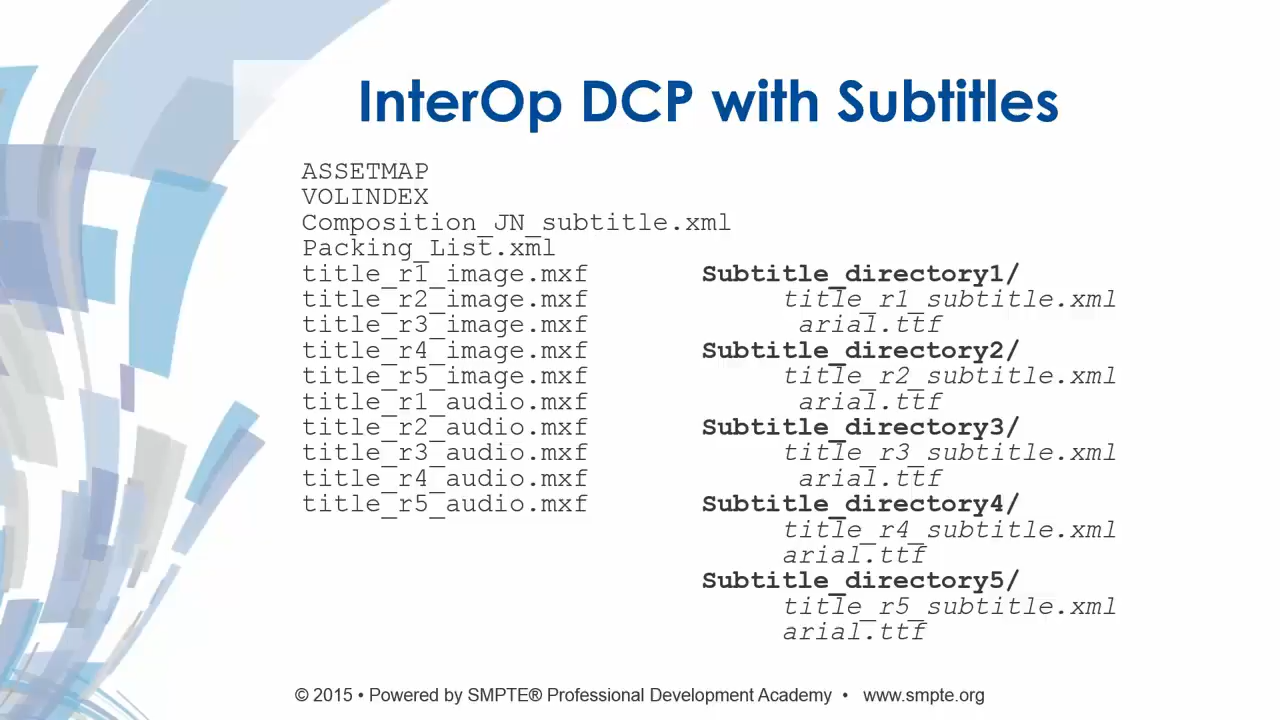 InterOp DCP with Subtitles
ASSETMAP
VOLINDEX
Composition_JN_subtitle.xml
Packing_List.xml
title_r1_image.mxf
title_r2_image.mxf
title_r3_image.mxf
title_r4_image.mxf
title_r5_image.mxf
title_r1_audio.mxf
title_r2_audio.mxf
title_r3_audio.mxf
title_r4_audio.mxf
title_r5_audio.mxf
Subtitle_directory1/
title_r1_subtitle.xml
arial.ttf
Subtitle_directory2/
title_r2_subtitle.xml
arial.ttf
Subtitle_directory3/
title_r3_subtitle.xml
arial.ttf
Subtitle_directory4/
title_r4_subtitle.xml
arial.ttf
Subtitle_directory5/
title_r5_subtitle.xml
arial.ttf
© 2015 • Powered by SMPTE® Professional Development Academy • www.smpte.org